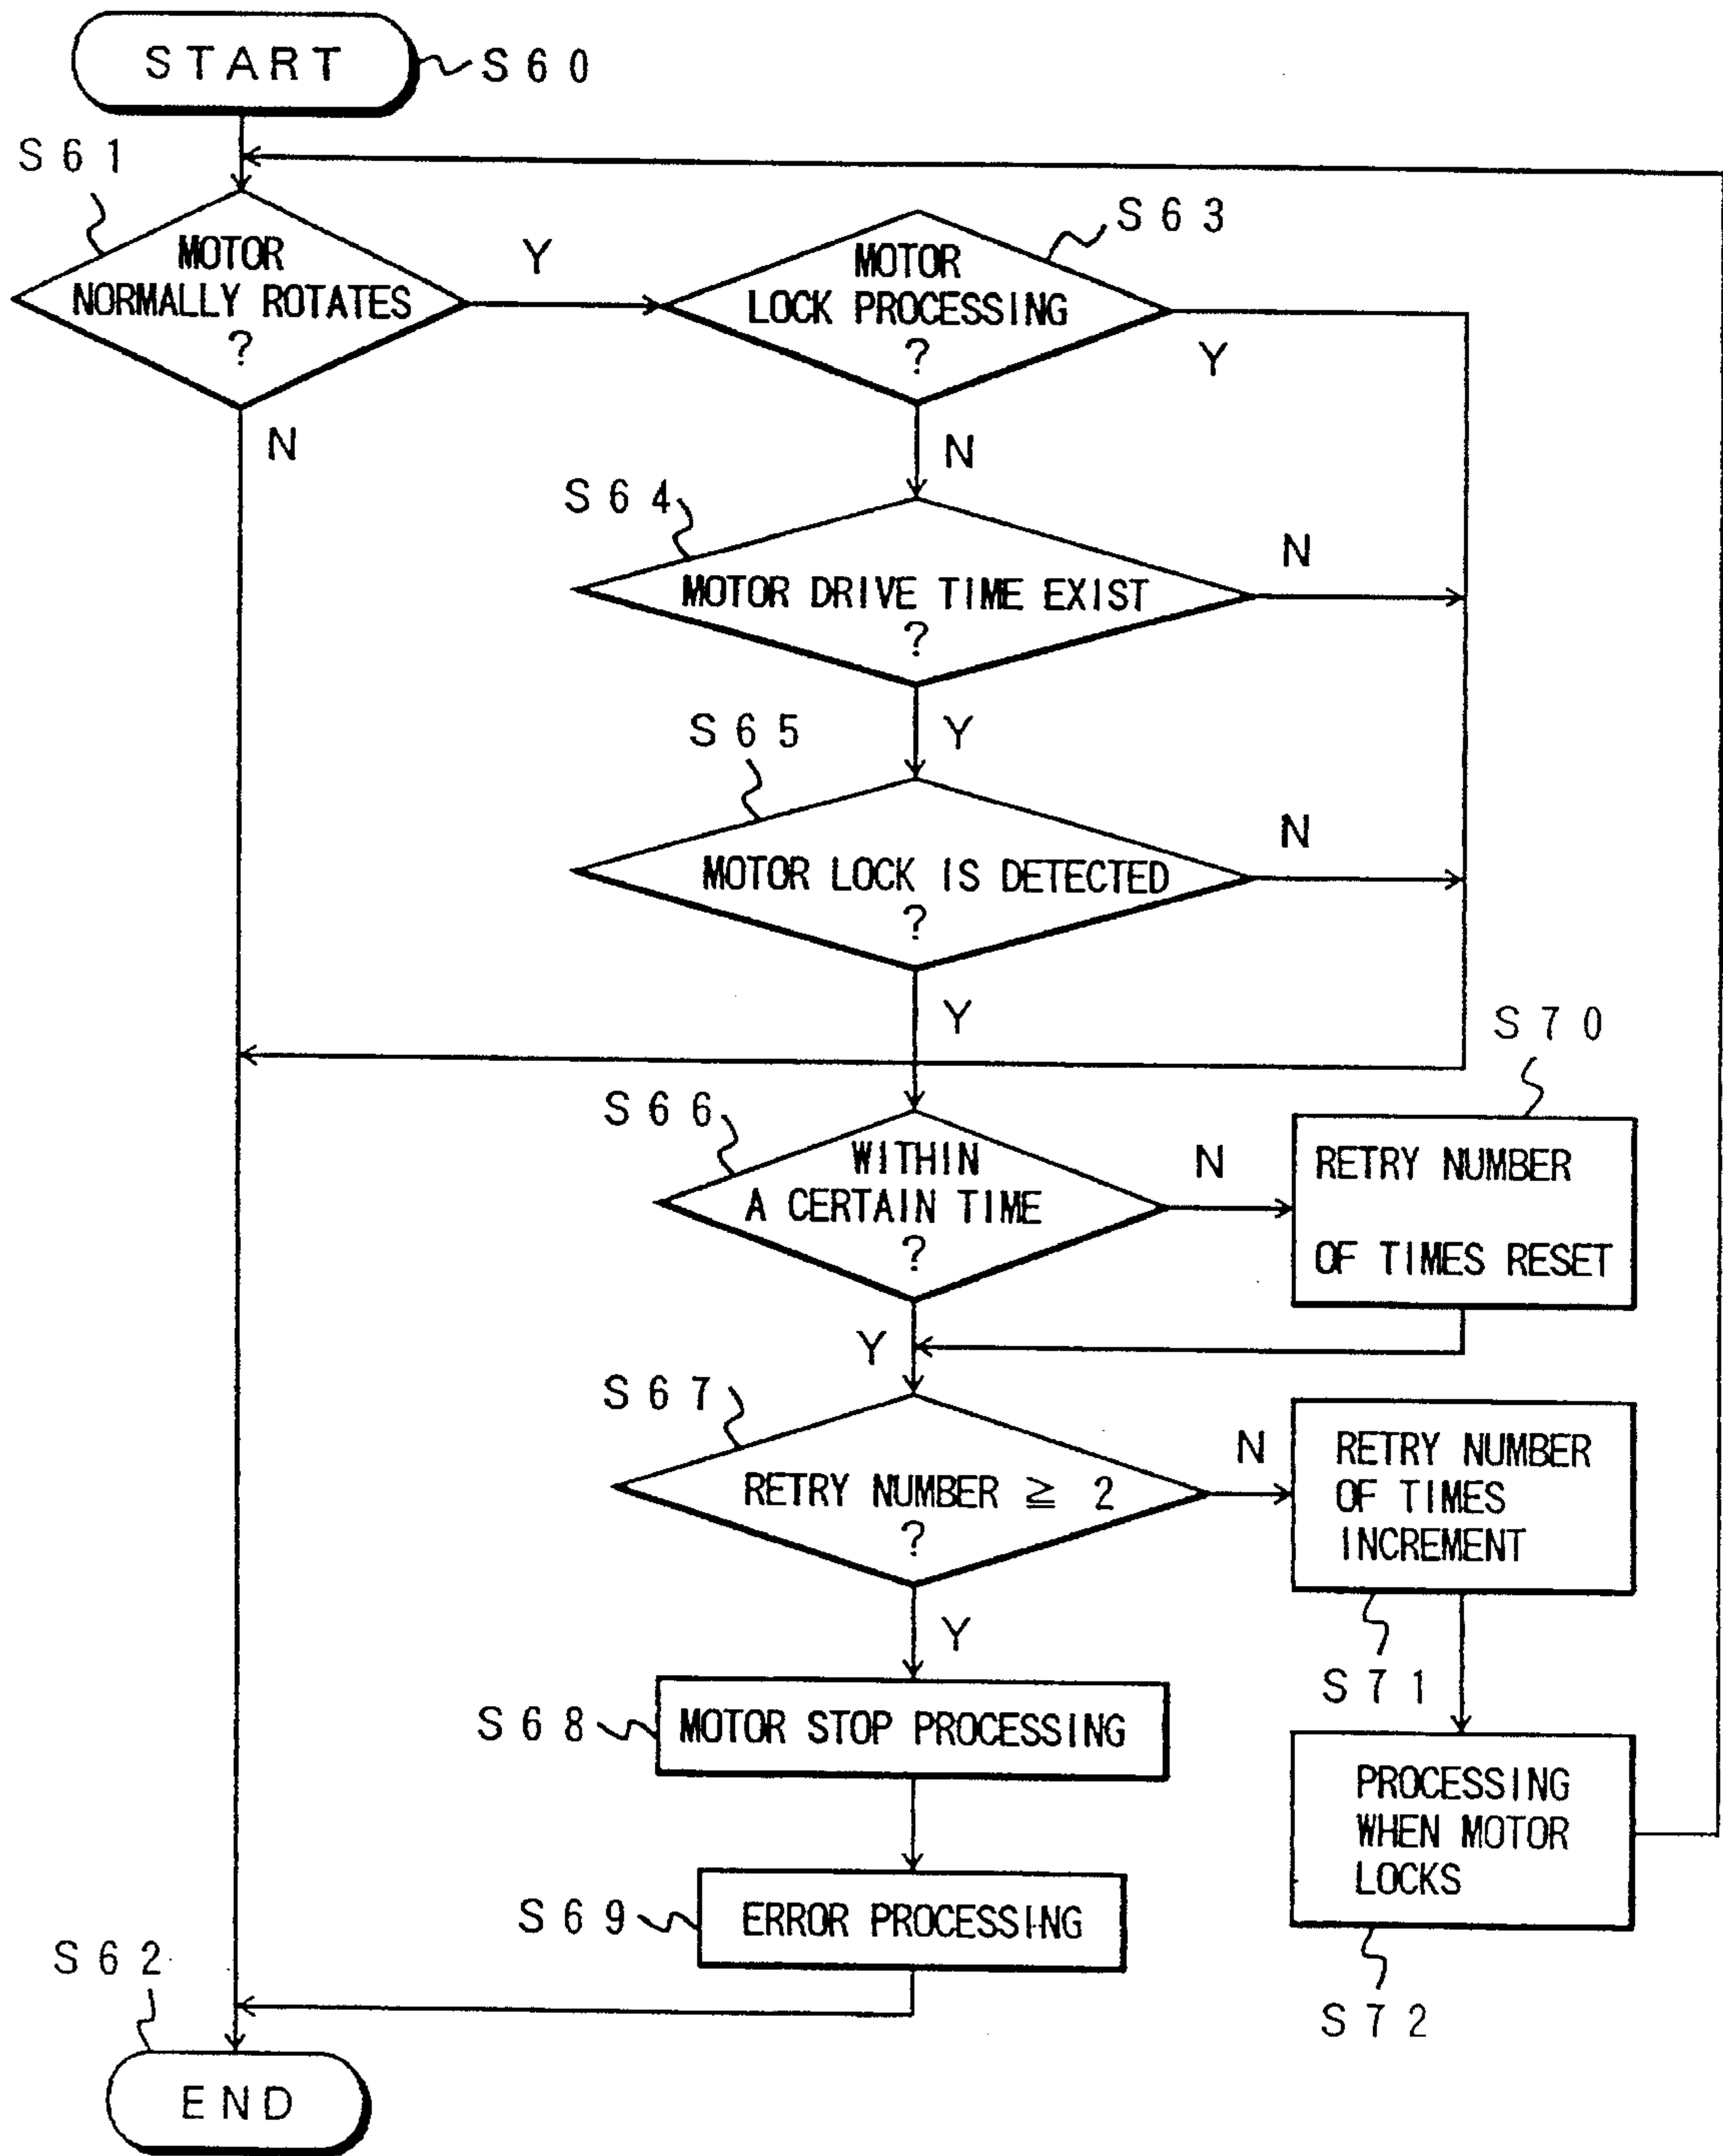 START
S60
S61
MOTOR
NORMALLY ROTATES
?
Y
N
S63
MOTOR
LOCK PROCESSING
?
Y
N
S64
MOTOR DRIVE TIME EXIST
?
N
Y
S65
MOTOR LOCK IS DETECTED
?
N
Y
S66
WITHIN
A CERTAIN TIME
?
N
Y
S70
RETRY NUMBER
OF TIMES RESET
S67
RETRY NUMBER ≧ 2
?
N
Y
RETRY NUMBER
OF TIMES
INCREMENT
S71
S68
MOTOR STOP PROCESSING
PROCESSING
WHEN MOTOR
LOCKS
S72
S69
ERROR PROCESSING
S62
END